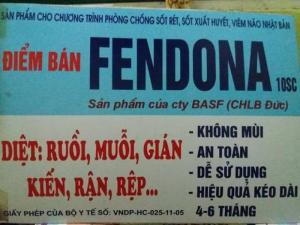 SẢN PHẨM CHO CHƯƠNG TRÌNH PHÒNG CHỐNG SỐT RÉT, SỐT XUẤT HUYẾT, VIÊM NÃO NHẬT BẢN
ĐIỂM BÁN FENDONA 10SC
Sản phẩm của cty BASF (CHLB Đức)
DIỆT: RUỒI, MUỖI, GIÁN
KIẾN, RẬN, RỆP...
- KHÔNG MÙI
- AN TOÀN
- DỄ SỬ DỤNG
- HIỆU QUẢ KÉO DÀI
4-6 THÁNG
GIẤY PHÉP CỦA BỘ Y TẾ SỐ: VNDP-HC-025-11-05